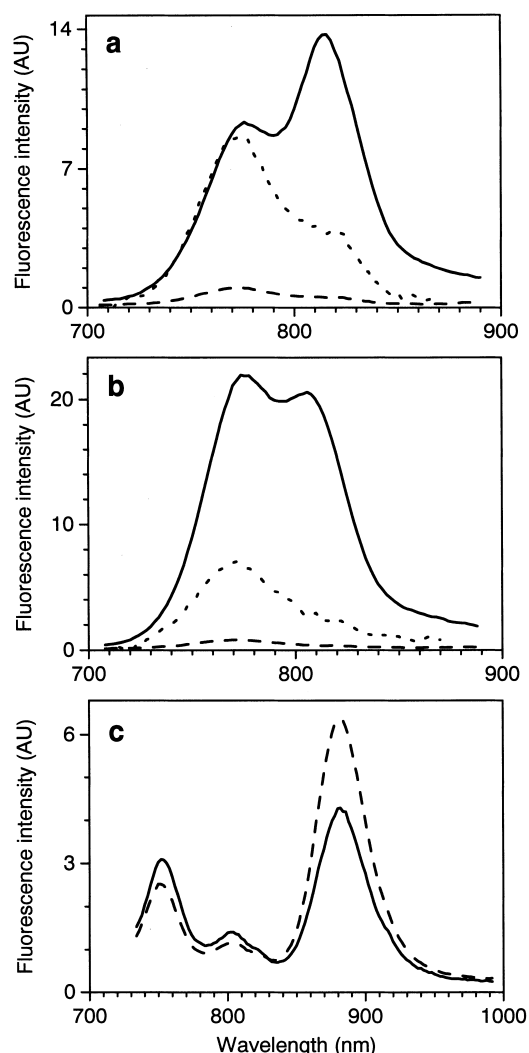 a
Fluorescence intensity (AU)
14
7
0
700 800 900
b
Fluorescence intensity (AU)
20
10
0
700 800 900
c
Fluorescence intensity (AU)
6
3
0
700 800 900 1000
Wavelength (nm)